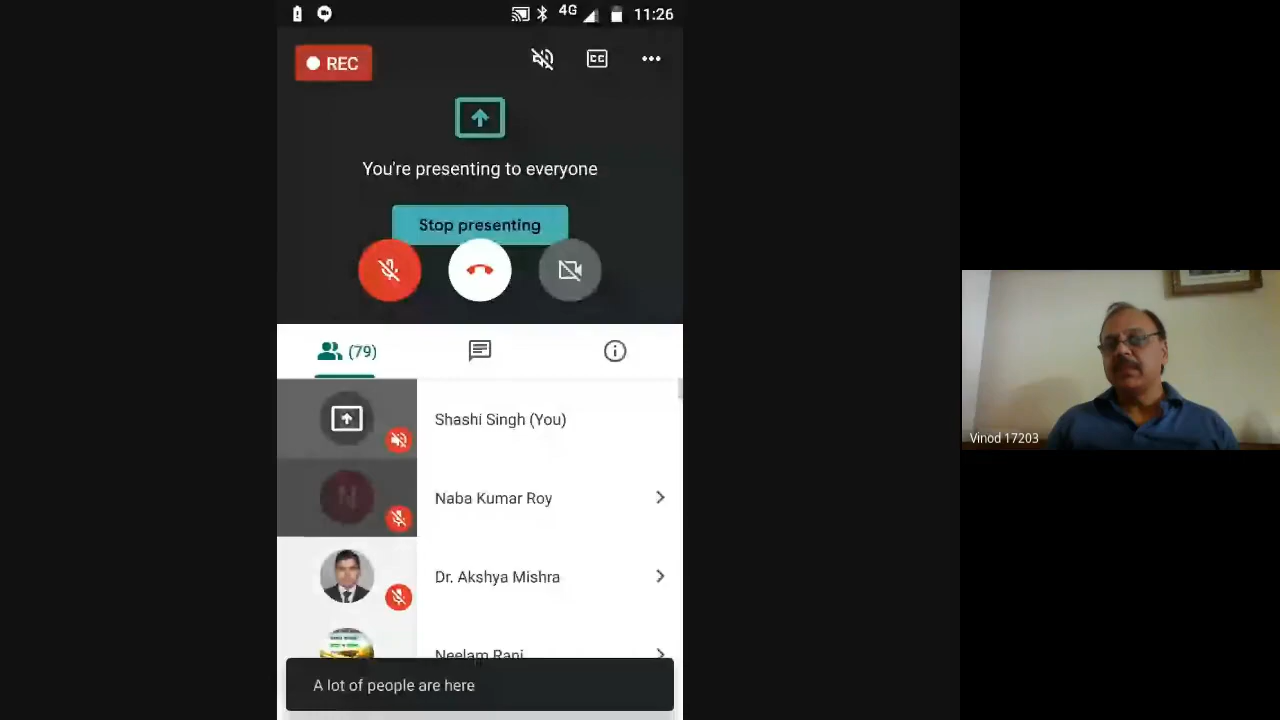 4G 11:26
REC
CC
You're presenting to everyone
Stop presenting
(79)
Shashi Singh (You)
N
Naba Kumar Roy
Dr. Akshya Mishra
Neelam Rani
A lot of people are here
Vinod 17203